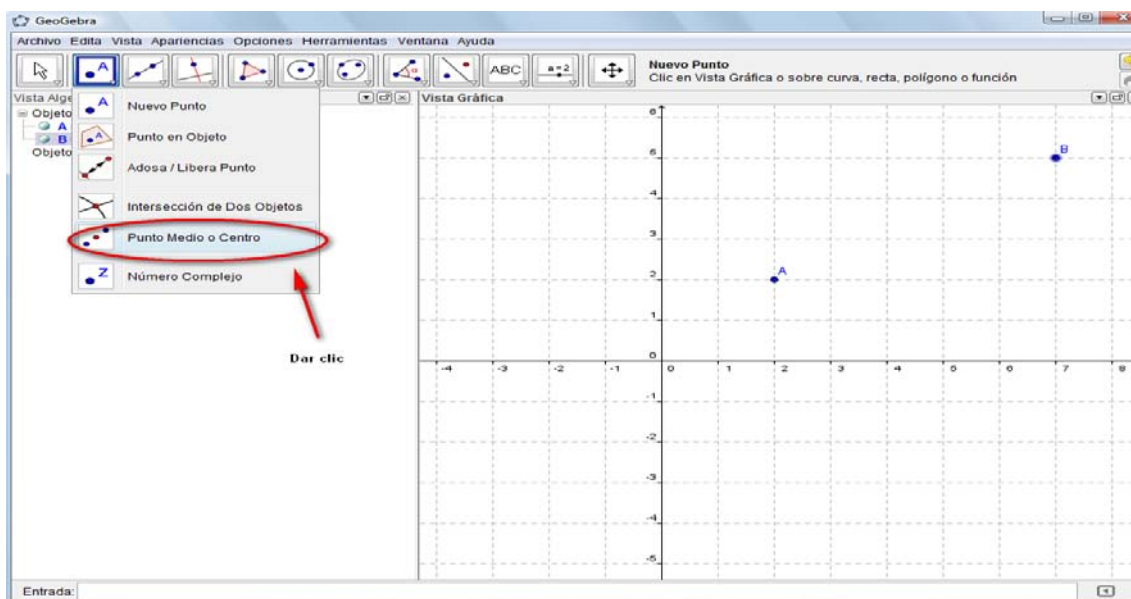 GeoGebra
Archivo Edita Vista Apariencias Opciones Herramientas Ventana Ayuda
A
ABC
a=2
Nuevo Punto
Clic en Vista Gráfica o sobre curva, recta, polígono o función
Vista Alge
Vista Gráfica
Objeto
A
B
Objeto
A Nuevo Punto
A Punto en Objeto
Adosa / Libera Punto
Intersección de Dos Objetos
Punto Medio o Centro
Z Número Complejo
Dar clic
B
A
4
3
2
1
0
-1
-2
-3
-4
-5
-4 -3 -2 -1 0 1 2 3 4 5 6 7 8
Entrada: